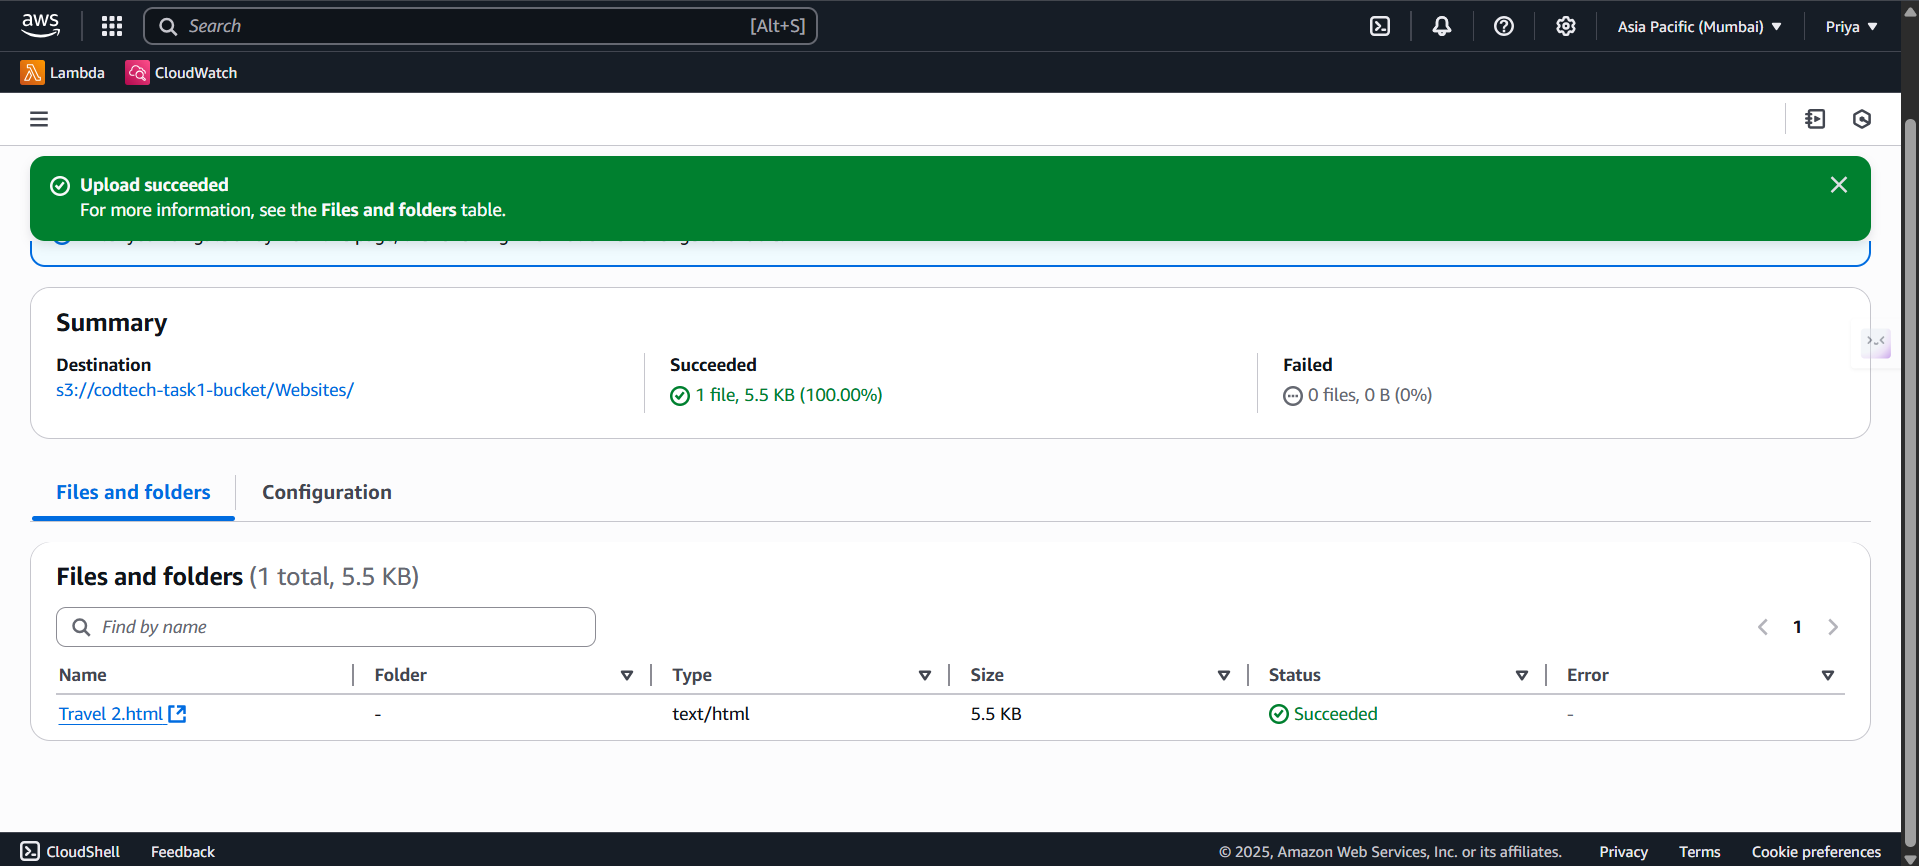 aws
Search [Alt+S]
Asia Pacific (Mumbai)
Priya
Lambda
CloudWatch
Upload succeeded
For more information, see the Files and folders table.
Summary
Destination
s3://codtech-task1-bucket/Websites/
Succeeded
1 file, 5.5 KB (100.00%)
Failed
0 files, 0 B (0%)
Files and folders
Configuration
Files and folders (1 total, 5.5 KB)
Find by name
1
Name Folder Type Size Status Error
Travel 2.html - text/html 5.5 KB Succeeded -
CloudShell Feedback © 2025, Amazon Web Services, Inc. or its affiliates. Privacy Terms Cookie preferences